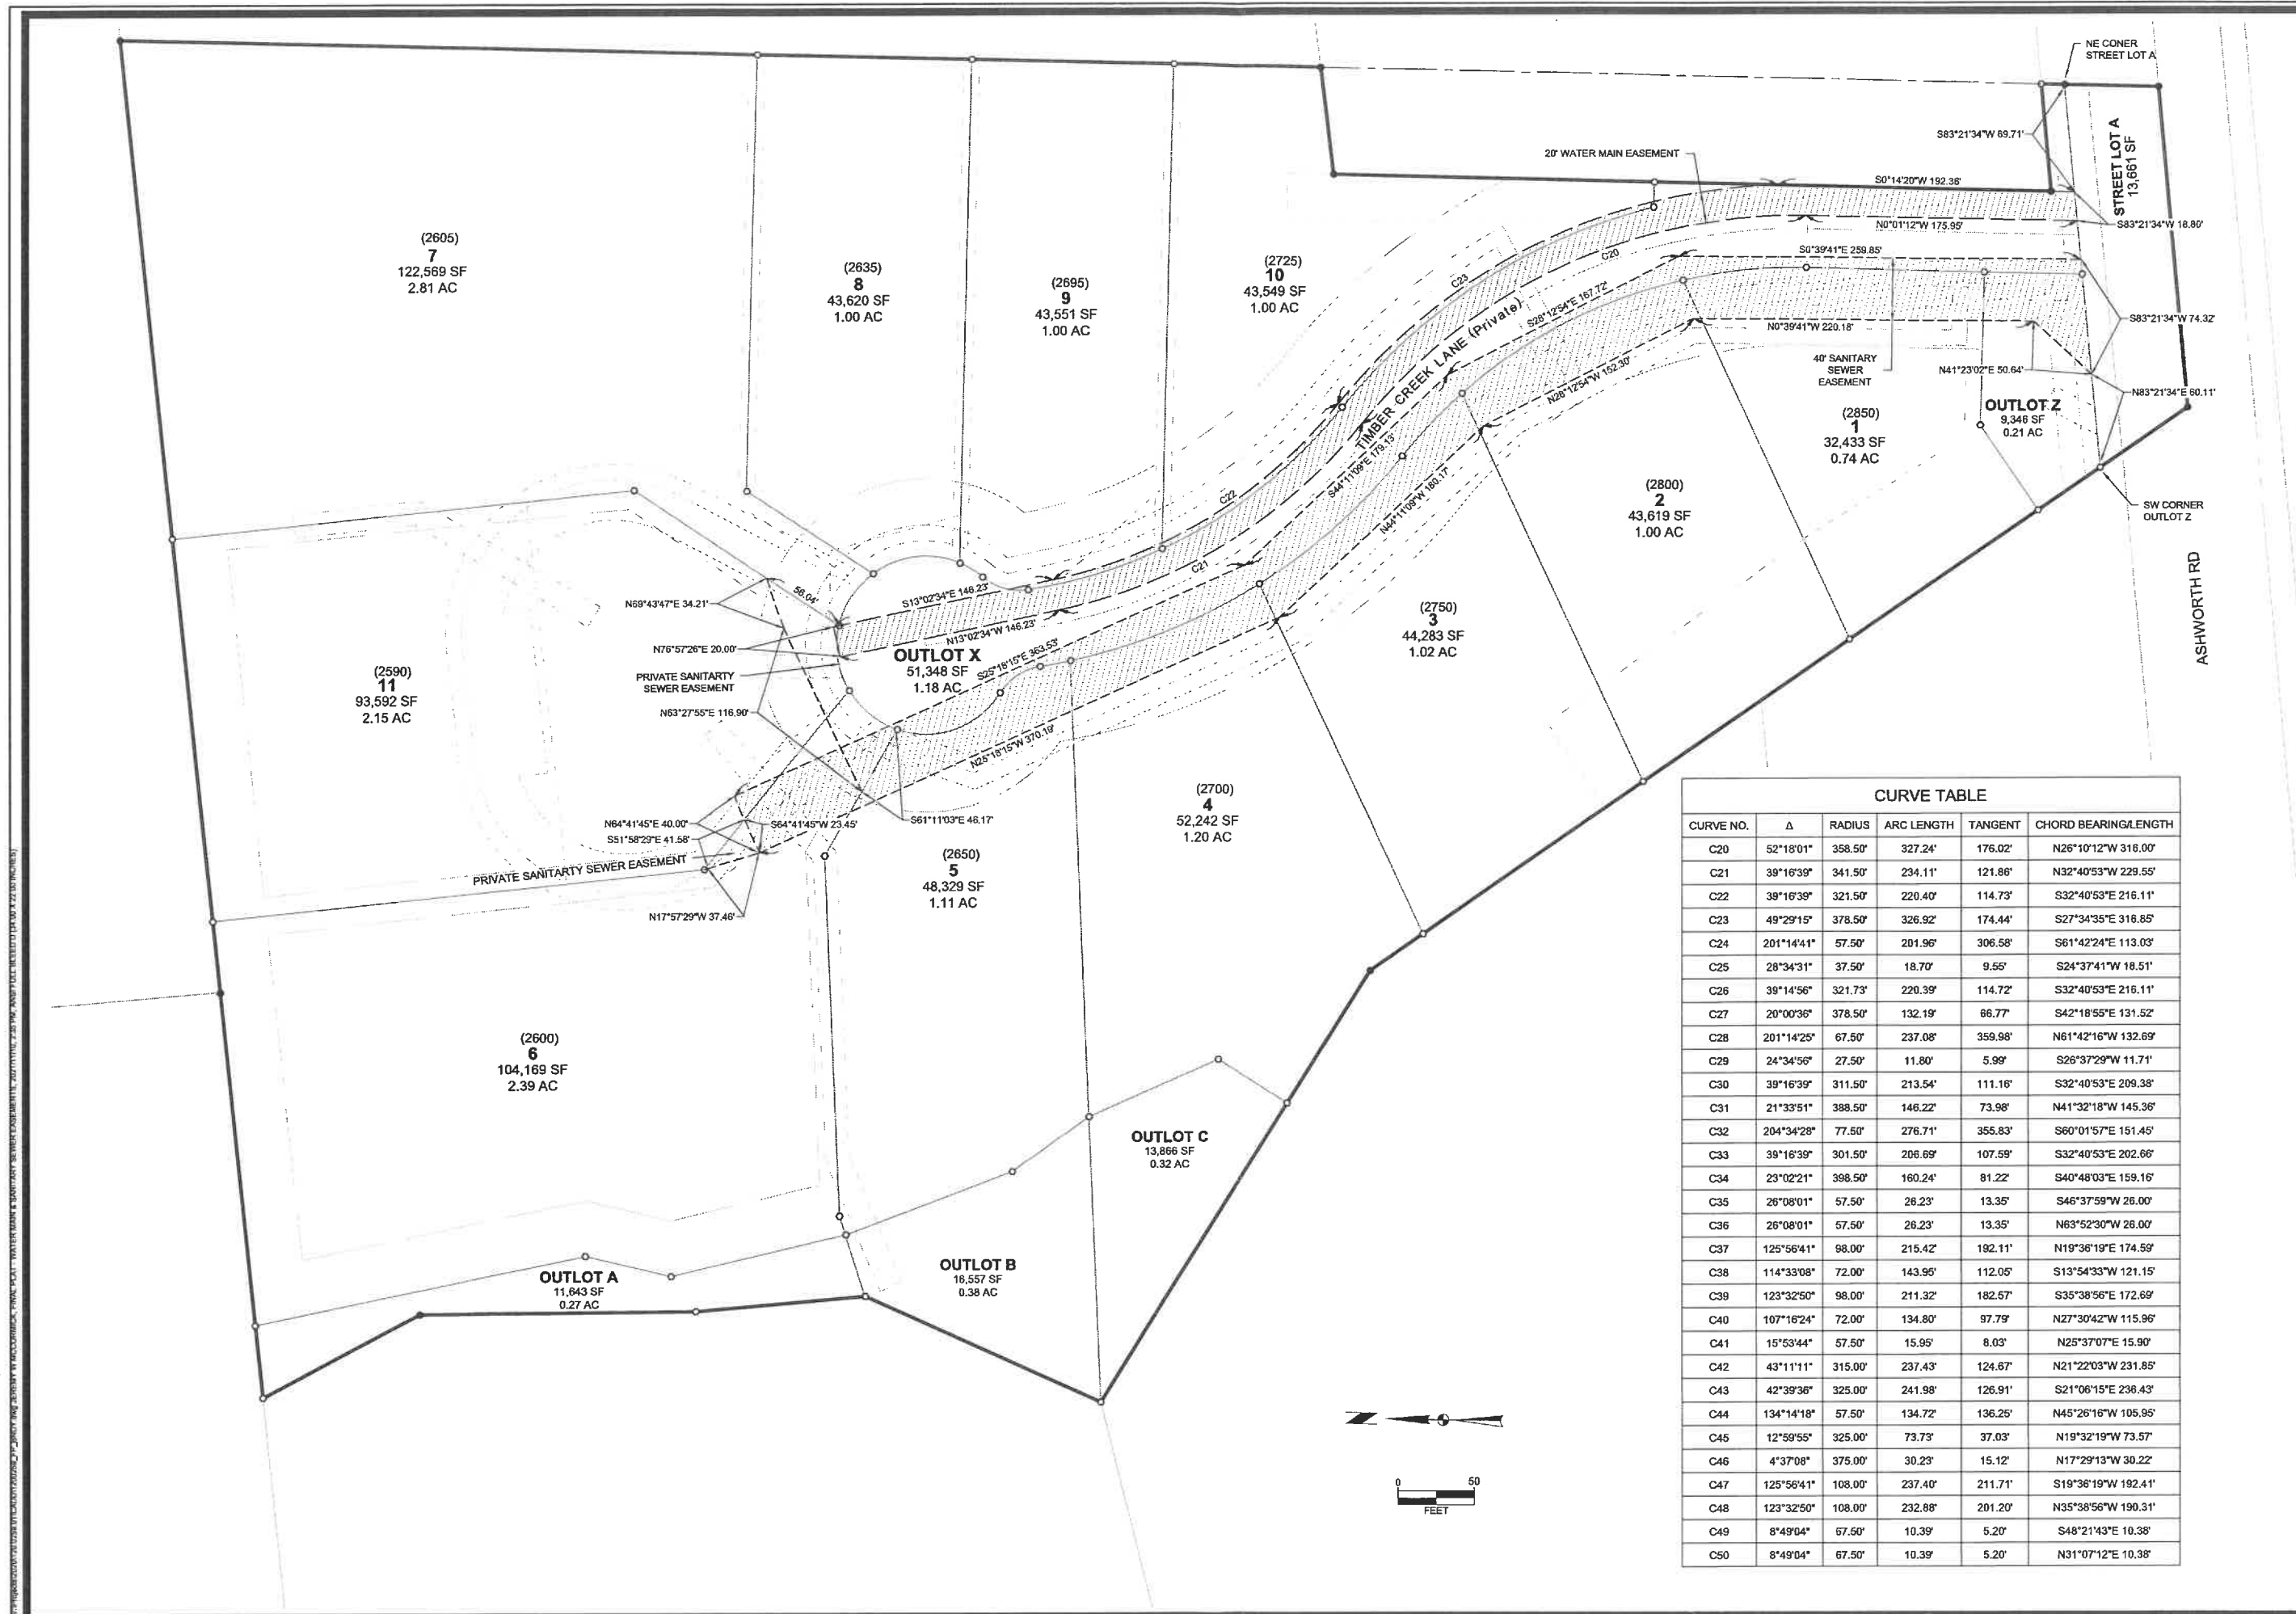 NE CONER
STREET LOT A
S83°21'34"W 69.71'
STREET LOT A
13,661 SF
20' WATER MAIN EASEMENT
S0°14'20"W 192.36'
S83°21'34"W 18.80'
N0°01'12"W 175.95'
S0°39'41"E 259.85'
C20
C23
(2605)
7
122,569 SF
2.81 AC
(2635)
8
43,620 SF
1.00 AC
(2695)
9
43,551 SF
1.00 AC
(2725)
10
43,549 SF
1.00 AC
TIMBER CREEK LANE (Private)
S28°12'54"E 167.72'
N0°39'41"W 220.18'
S83°21'34"W 74.32'
40' SANITARY
SEWER
EASEMENT
N41°23'02"E 50.64'
N28°12'54"W 152.30'
N83°21'34"E 60.11'
OUTLOT Z
9,346 SF
0.21 AC
(2850)
1
32,433 SF
0.74 AC
S44°11'09"E 179.13'
N44°11'09"W 180.17'
C22
C21
(2800)
2
43,619 SF
1.00 AC
SW CORNER
OUTLOT Z
ASHWORTH RD
56.04'
N69°43'47"E 34.21'
S13°02'34"E 146.23'
N13°02'34"W 146.23'
N76°57'26"E 20.00'
OUTLOT X
51,348 SF
1.18 AC
S25°18'15"E 363.53'
PRIVATE SANITARTY
SEWER EASEMENT
N63°27'55"E 116.90'
(2750)
3
44,283 SF
1.02 AC
(2590)
11
93,592 SF
2.15 AC
N25°18'15"W 370.19'
(2700)
4
52,242 SF
1.20 AC
N64°41'45"E 40.00'
S64°41'45"W 23.45'
S61°11'03"E 46.17'
S51°58'29"E 41.58'
PRIVATE SANITARTY SEWER EASEMENT
N17°57'29"W 37.46'
(2650)
5
48,329 SF
1.11 AC
(2600)
6
104,169 SF
2.39 AC
OUTLOT C
13,866 SF
0.32 AC
OUTLOT B
16,557 SF
0.38 AC
OUTLOT A
11,643 SF
0.27 AC
0 50
FEET
CURVE TABLE
CURVE NO. Δ RADIUS ARC LENGTH TANGENT CHORD BEARING/LENGTH
C20 52°18'01" 358.50' 327.24' 176.02' N26°10'12"W 316.00'
C21 39°16'39" 341.50' 234.11' 121.86' N32°40'53"W 229.55'
C22 39°16'39" 321.50' 220.40' 114.73' S32°40'53"E 216.11'
C23 49°29'15" 378.50' 326.92' 174.44' S27°34'35"E 316.85'
C24 201°14'41" 57.50' 201.96' 306.58' S61°42'24"E 113.03'
C25 28°34'31" 37.50' 18.70' 9.55' S24°37'41"W 18.51'
C26 39°14'56" 321.73' 220.39' 114.72' S32°40'53"E 216.11'
C27 20°00'36" 378.50' 132.19' 66.77' S42°18'55"E 131.52'
C28 201°14'25" 67.50' 237.08' 359.98' N61°42'16"W 132.69'
C29 24°34'56" 27.50' 11.80' 5.99' S26°37'29"W 11.71'
C30 39°16'39" 311.50' 213.54' 111.16' S32°40'53"E 209.38'
C31 21°33'51" 388.50' 146.22' 73.98' N41°32'18"W 145.36'
C32 204°34'28" 77.50' 276.71' 355.83' S60°01'57"E 151.45'
C33 39°16'39" 301.50' 206.69' 107.59' S32°40'53"E 202.66'
C34 23°02'21" 398.50' 160.24' 81.22' S40°48'03"E 159.16'
C35 26°08'01" 57.50' 26.23' 13.35' S46°37'59"W 26.00'
C36 26°08'01" 57.50' 26.23' 13.35' N63°52'30"W 26.00'
C37 125°56'41" 98.00' 215.42' 192.11' N19°36'19"E 174.59'
C38 114°33'08" 72.00' 143.95' 112.05' S13°54'33"W 121.15'
C39 123°32'50" 98.00' 211.32' 182.57' S35°38'56"E 172.69'
C40 107°16'24" 72.00' 134.80' 97.79' N27°30'42"W 115.96'
C41 15°53'44" 57.50' 15.95' 8.03' N25°37'07"E 15.90'
C42 43°11'11" 315.00' 237.43' 124.67' N21°22'03"W 231.85'
C43 42°39'36" 325.00' 241.98' 126.91' S21°06'15"E 236.43'
C44 134°14'18" 57.50' 134.72' 136.25' N45°26'16"W 105.95'
C45 12°59'55" 325.00' 73.73' 37.03' N19°32'19"W 73.57'
C46 4°37'08" 375.00' 30.23' 15.12' N17°29'13"W 30.22'
C47 125°56'41" 108.00' 237.40' 211.71' S19°36'19"W 192.41'
C48 123°32'50" 108.00' 232.88' 201.20' N35°38'56"W 190.31'
C49 8°49'04" 67.50' 10.39' 5.20' S48°21'43"E 10.38'
C50 8°49'04" 67.50' 10.39' 5.20' N31°07'12"E 10.38'